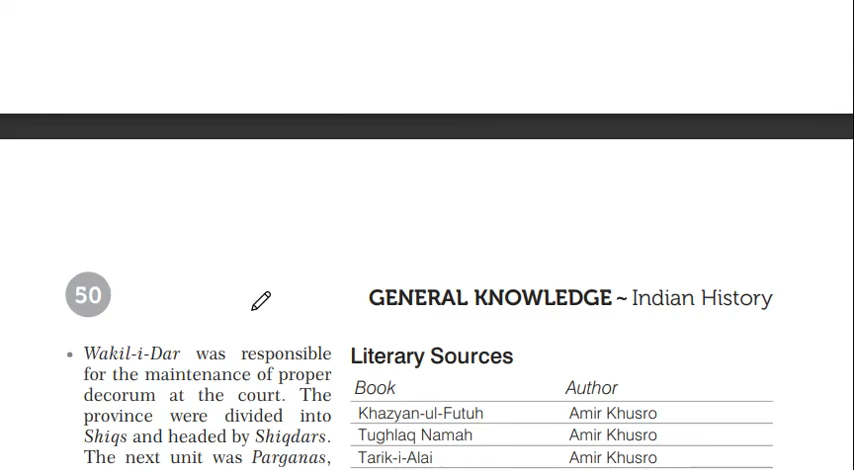 50
GENERAL KNOWLEDGE ~ Indian History
• Wakil-i-Dar was responsible
for the maintenance of proper
decorum at the court. The
province were divided into
Shiqs and headed by Shiqdars.
The next unit was Parganas,
Literary Sources
Book Author
Khazyan-ul-Futuh Amir Khusro
Tughlaq Namah Amir Khusro
Tarik-i-Alai Amir Khusro